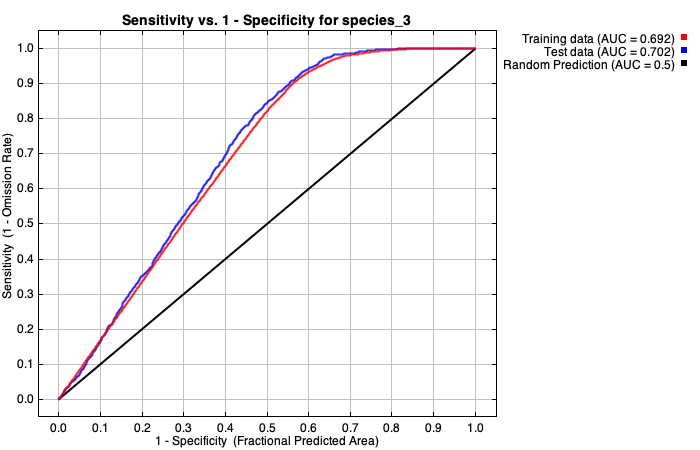 Sensitivity vs. 1 - Specificity for species_3
Training data (AUC = 0.692)
Test data (AUC = 0.702)
Random Prediction (AUC = 0.5)
Sensitivity (1 - Omission Rate)
1.0
0.9
0.8
0.7
0.6
0.5
0.4
0.3
0.2
0.1
0.0
0.0 0.1 0.2 0.3 0.4 0.5 0.6 0.7 0.8 0.9 1.0
1 - Specificity (Fractional Predicted Area)